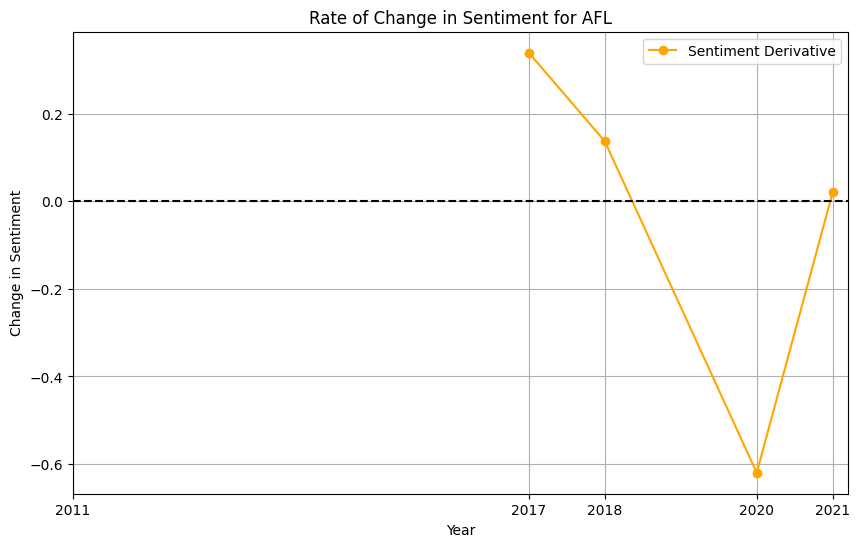 Rate of Change in Sentiment for AFL
Sentiment Derivative
Change in Sentiment
0.2
0.0
−0.2
−0.4
−0.6
2011 2017 2018 2020 2021
Year